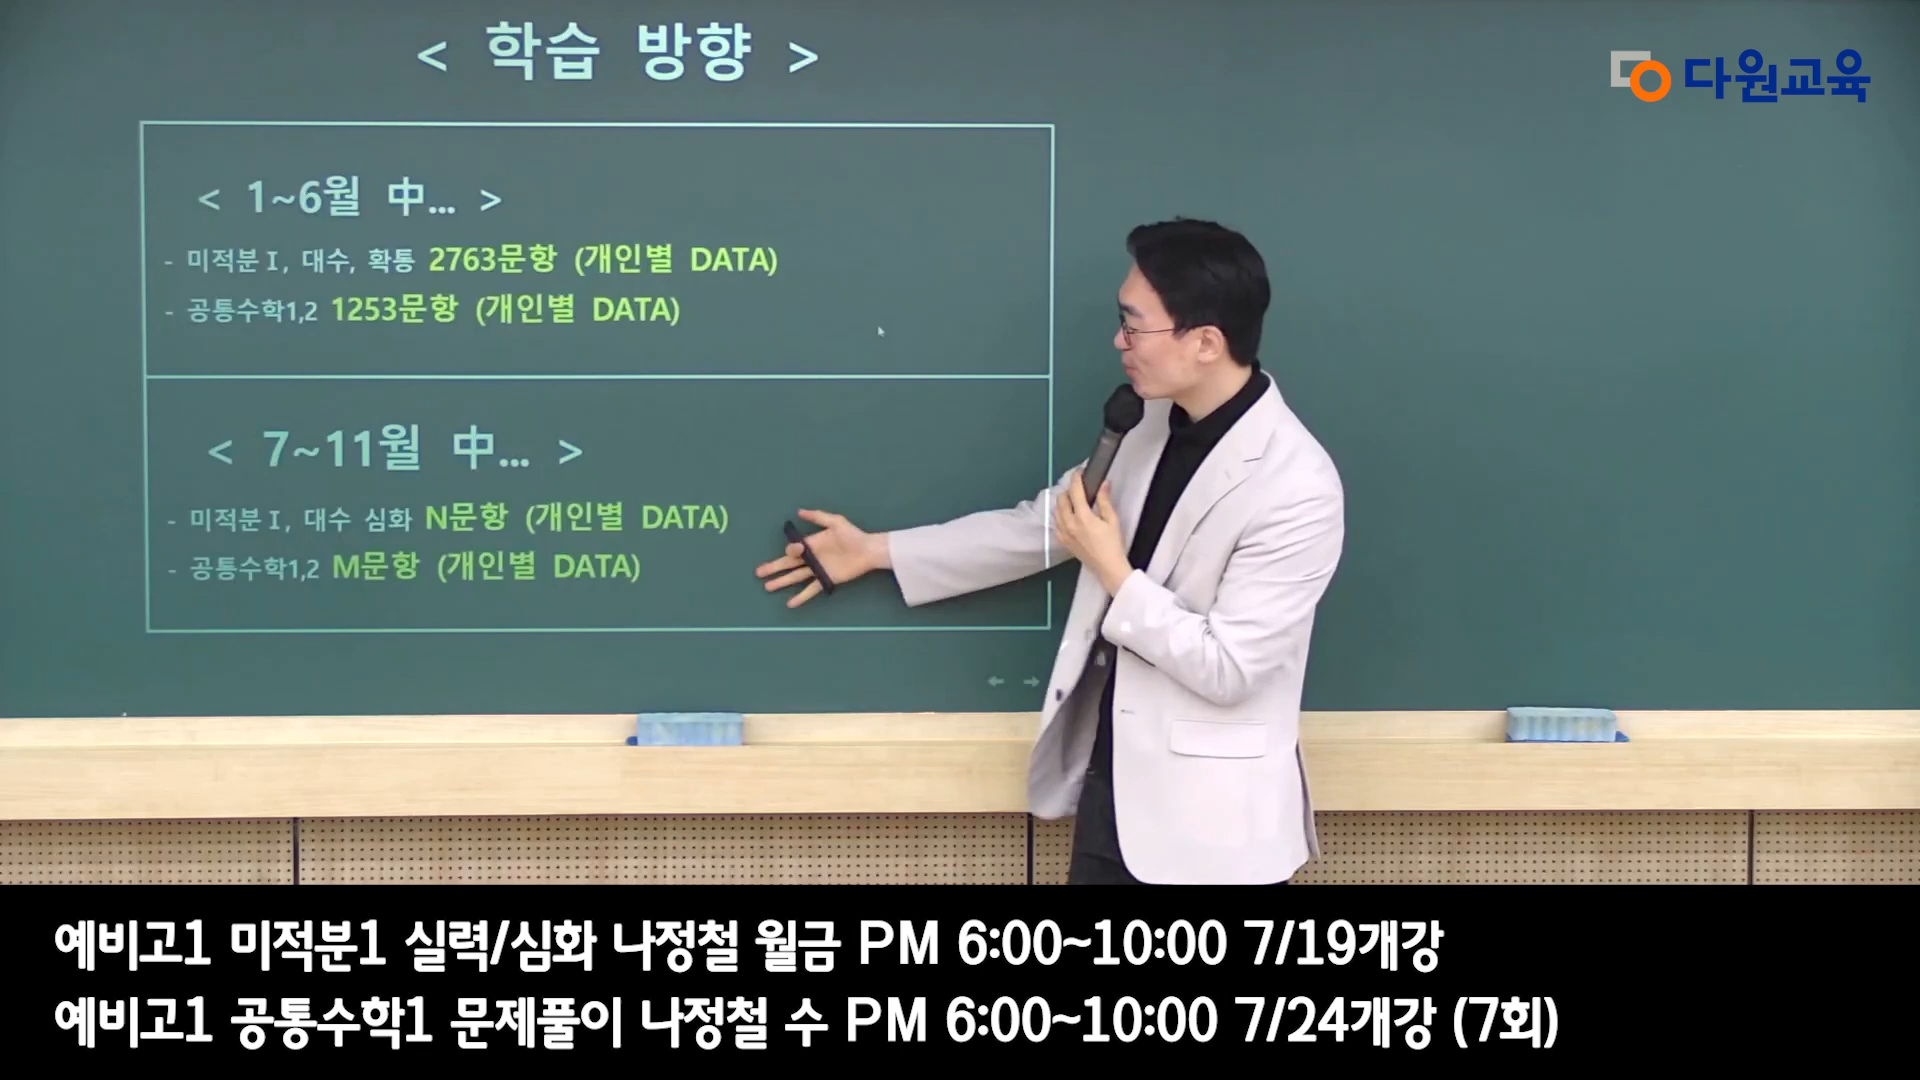 < 학습 방향 >
다원교육
< 1~6월 中... >
- 미적분Ⅰ, 대수, 확통 2763문항 (개인별 DATA)
- 공통수학1,2 1253문항 (개인별 DATA)
< 7~11월 中... >
- 미적분Ⅰ, 대수 심화 N문항 (개인별 DATA)
- 공통수학1,2 M문항 (개인별 DATA)
예비고1 미적분1 실력/심화 나정철 월금 PM 6:00~10:00 7/19개강
예비고1 공통수학1 문제풀이 나정철 수 PM 6:00~10:00 7/24개강 (7회)